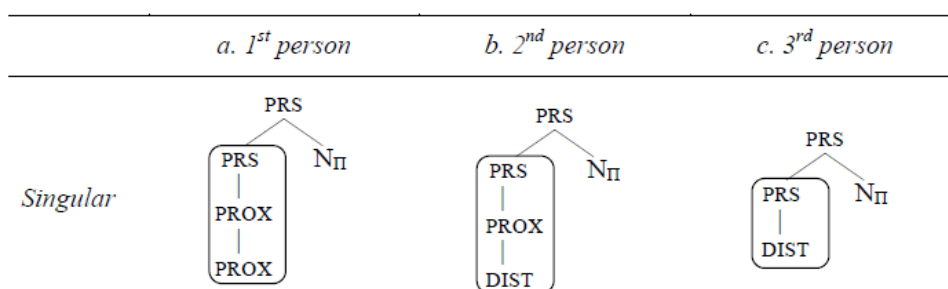 a. 1st person b. 2nd person c. 3rd person
Singular
PRS
PRS NΠ
PROX
PROX
PRS
PRS NΠ
PROX
DIST
PRS
PRS NΠ
DIST